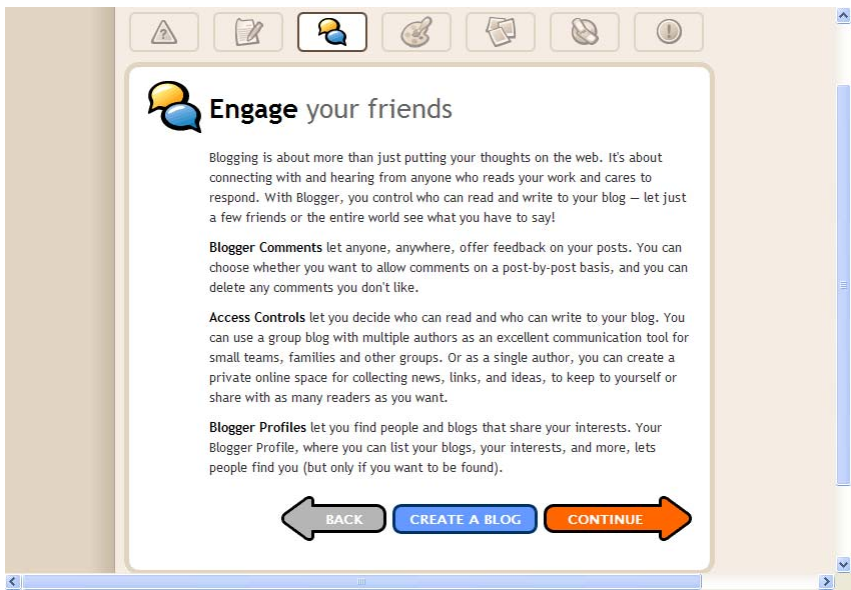 Engage your friends
Blogging is about more than just putting your thoughts on the web. It's about
connecting with and hearing from anyone who reads your work and cares to
respond. With Blogger, you control who can read and write to your blog — let just
a few friends or the entire world see what you have to say!
Blogger Comments let anyone, anywhere, offer feedback on your posts. You can
choose whether you want to allow comments on a post-by-post basis, and you can
delete any comments you don't like.
Access Controls let you decide who can read and who can write to your blog. You
can use a group blog with multiple authors as an excellent communication tool for
small teams, families and other groups. Or as a single author, you can create a
private online space for collecting news, links, and ideas, to keep to yourself or
share with as many readers as you want.
Blogger Profiles let you find people and blogs that share your interests. Your
Blogger Profile, where you can list your blogs, your interests, and more, lets
people find you (but only if you want to be found).
BACK CREATE A BLOG CONTINUE